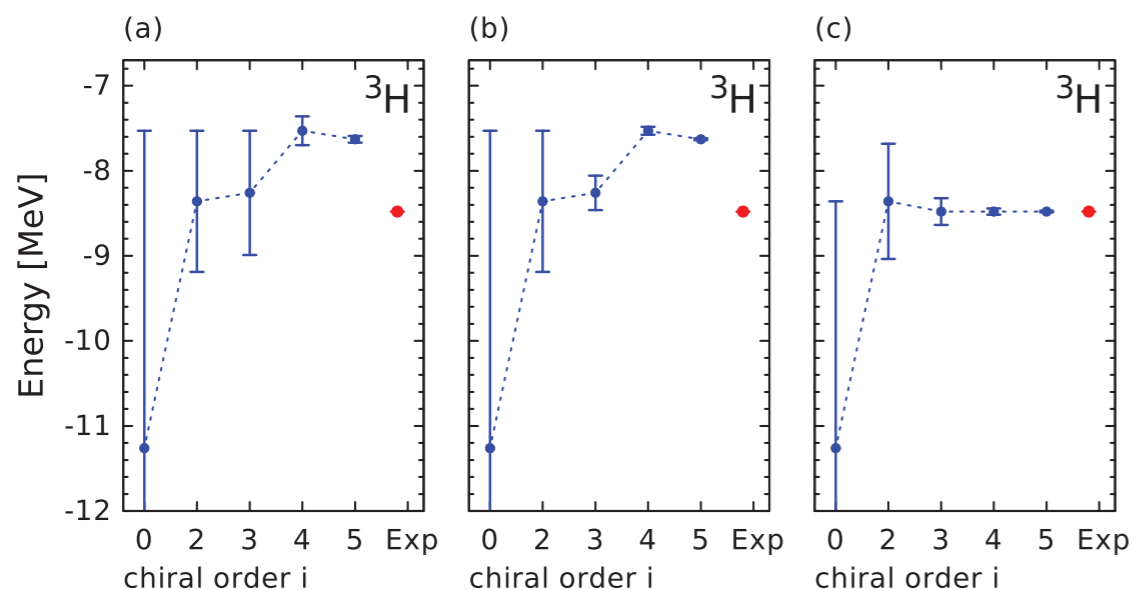 (a) (b) (c)
³H ³H ³H
Energy [MeV]
-7
-8
-9
-10
-11
-12
0 2 3 4 5 Exp 0 2 3 4 5 Exp 0 2 3 4 5 Exp
chiral order i chiral order i chiral order i